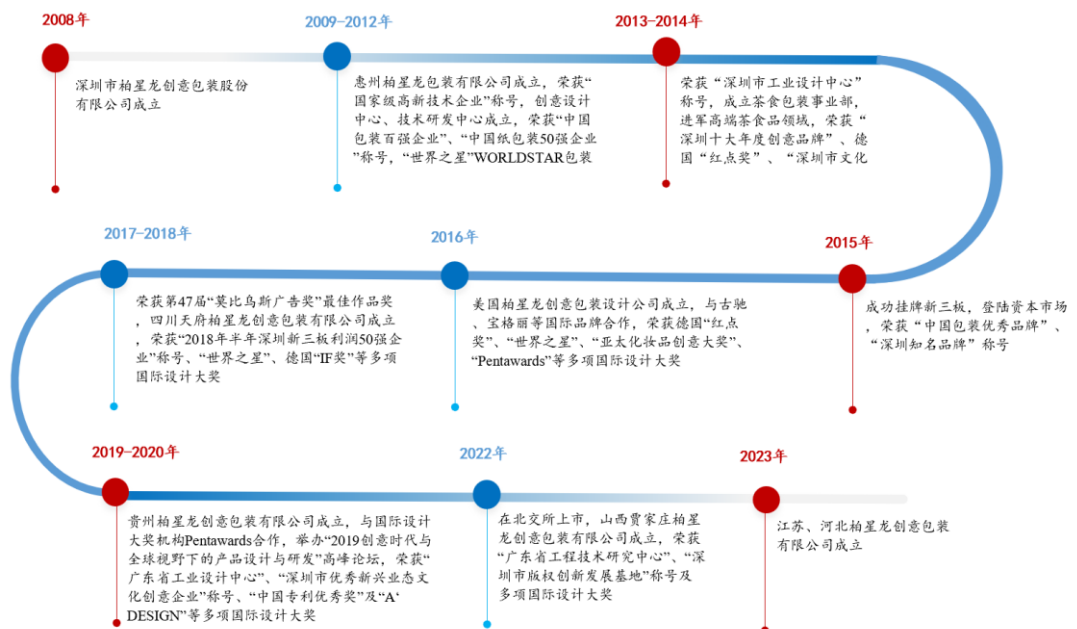 2008年
深圳市柏星龙创意包装股份
有限公司成立
2009-2012年
惠州柏星龙包装有限公司成立，荣获“
国家级高新技术企业”称号，创意设计
中心、技术研发中心成立，荣获“中国
包装百强企业”、“中国纸包装50强企业
”称号，“世界之星”WORLDSTAR包装
2013-2014年
荣获“深圳市工业设计中心”
称号，成立茶食包装事业部，
进军高端茶食品领域，荣获“
深圳十大年度创意品牌”、德
国“红点奖”、“深圳市文化
2017-2018年
荣获第47届“莫比乌斯广告奖”最佳作品奖
，四川天府柏星龙创意包装有限公司成立
，荣获“2018年半年深圳新三板利润50强企
业”称号、“世界之星”、德国“IF奖”等多项
国际设计大奖
2016年
美国柏星龙创意包装设计公司成立，与古驰
、宝格丽等国际品牌合作，荣获德国“红点
奖”、“世界之星”、“亚太化妆品创意大奖”、
“Pentawards”等多项国际设计大奖
2015年
成功挂牌新三板，登陆资本市场
，荣获“中国包装优秀品牌”、
“深圳知名品牌”称号
2019-2020年
贵州柏星龙创意包装有限公司成立，与国际设计
大奖机构Pentawards合作，举办“2019创意时代与
全球视野下的产品设计与研发”高峰论坛，荣获“
广东省工业设计中心”、“深圳市优秀新兴业态文
化创意企业”称号、“中国专利优秀奖”及“A‘
DESIGN”等多项国际设计大奖
2022年
在北交所上市，山西贾家庄柏星
龙创意包装有限公司成立，荣获
“广东省工程技术研究中心”、“深
圳市版权创新发展基地”称号及
多项国际设计大奖
2023年
江苏、河北柏星龙创意包装
有限公司成立